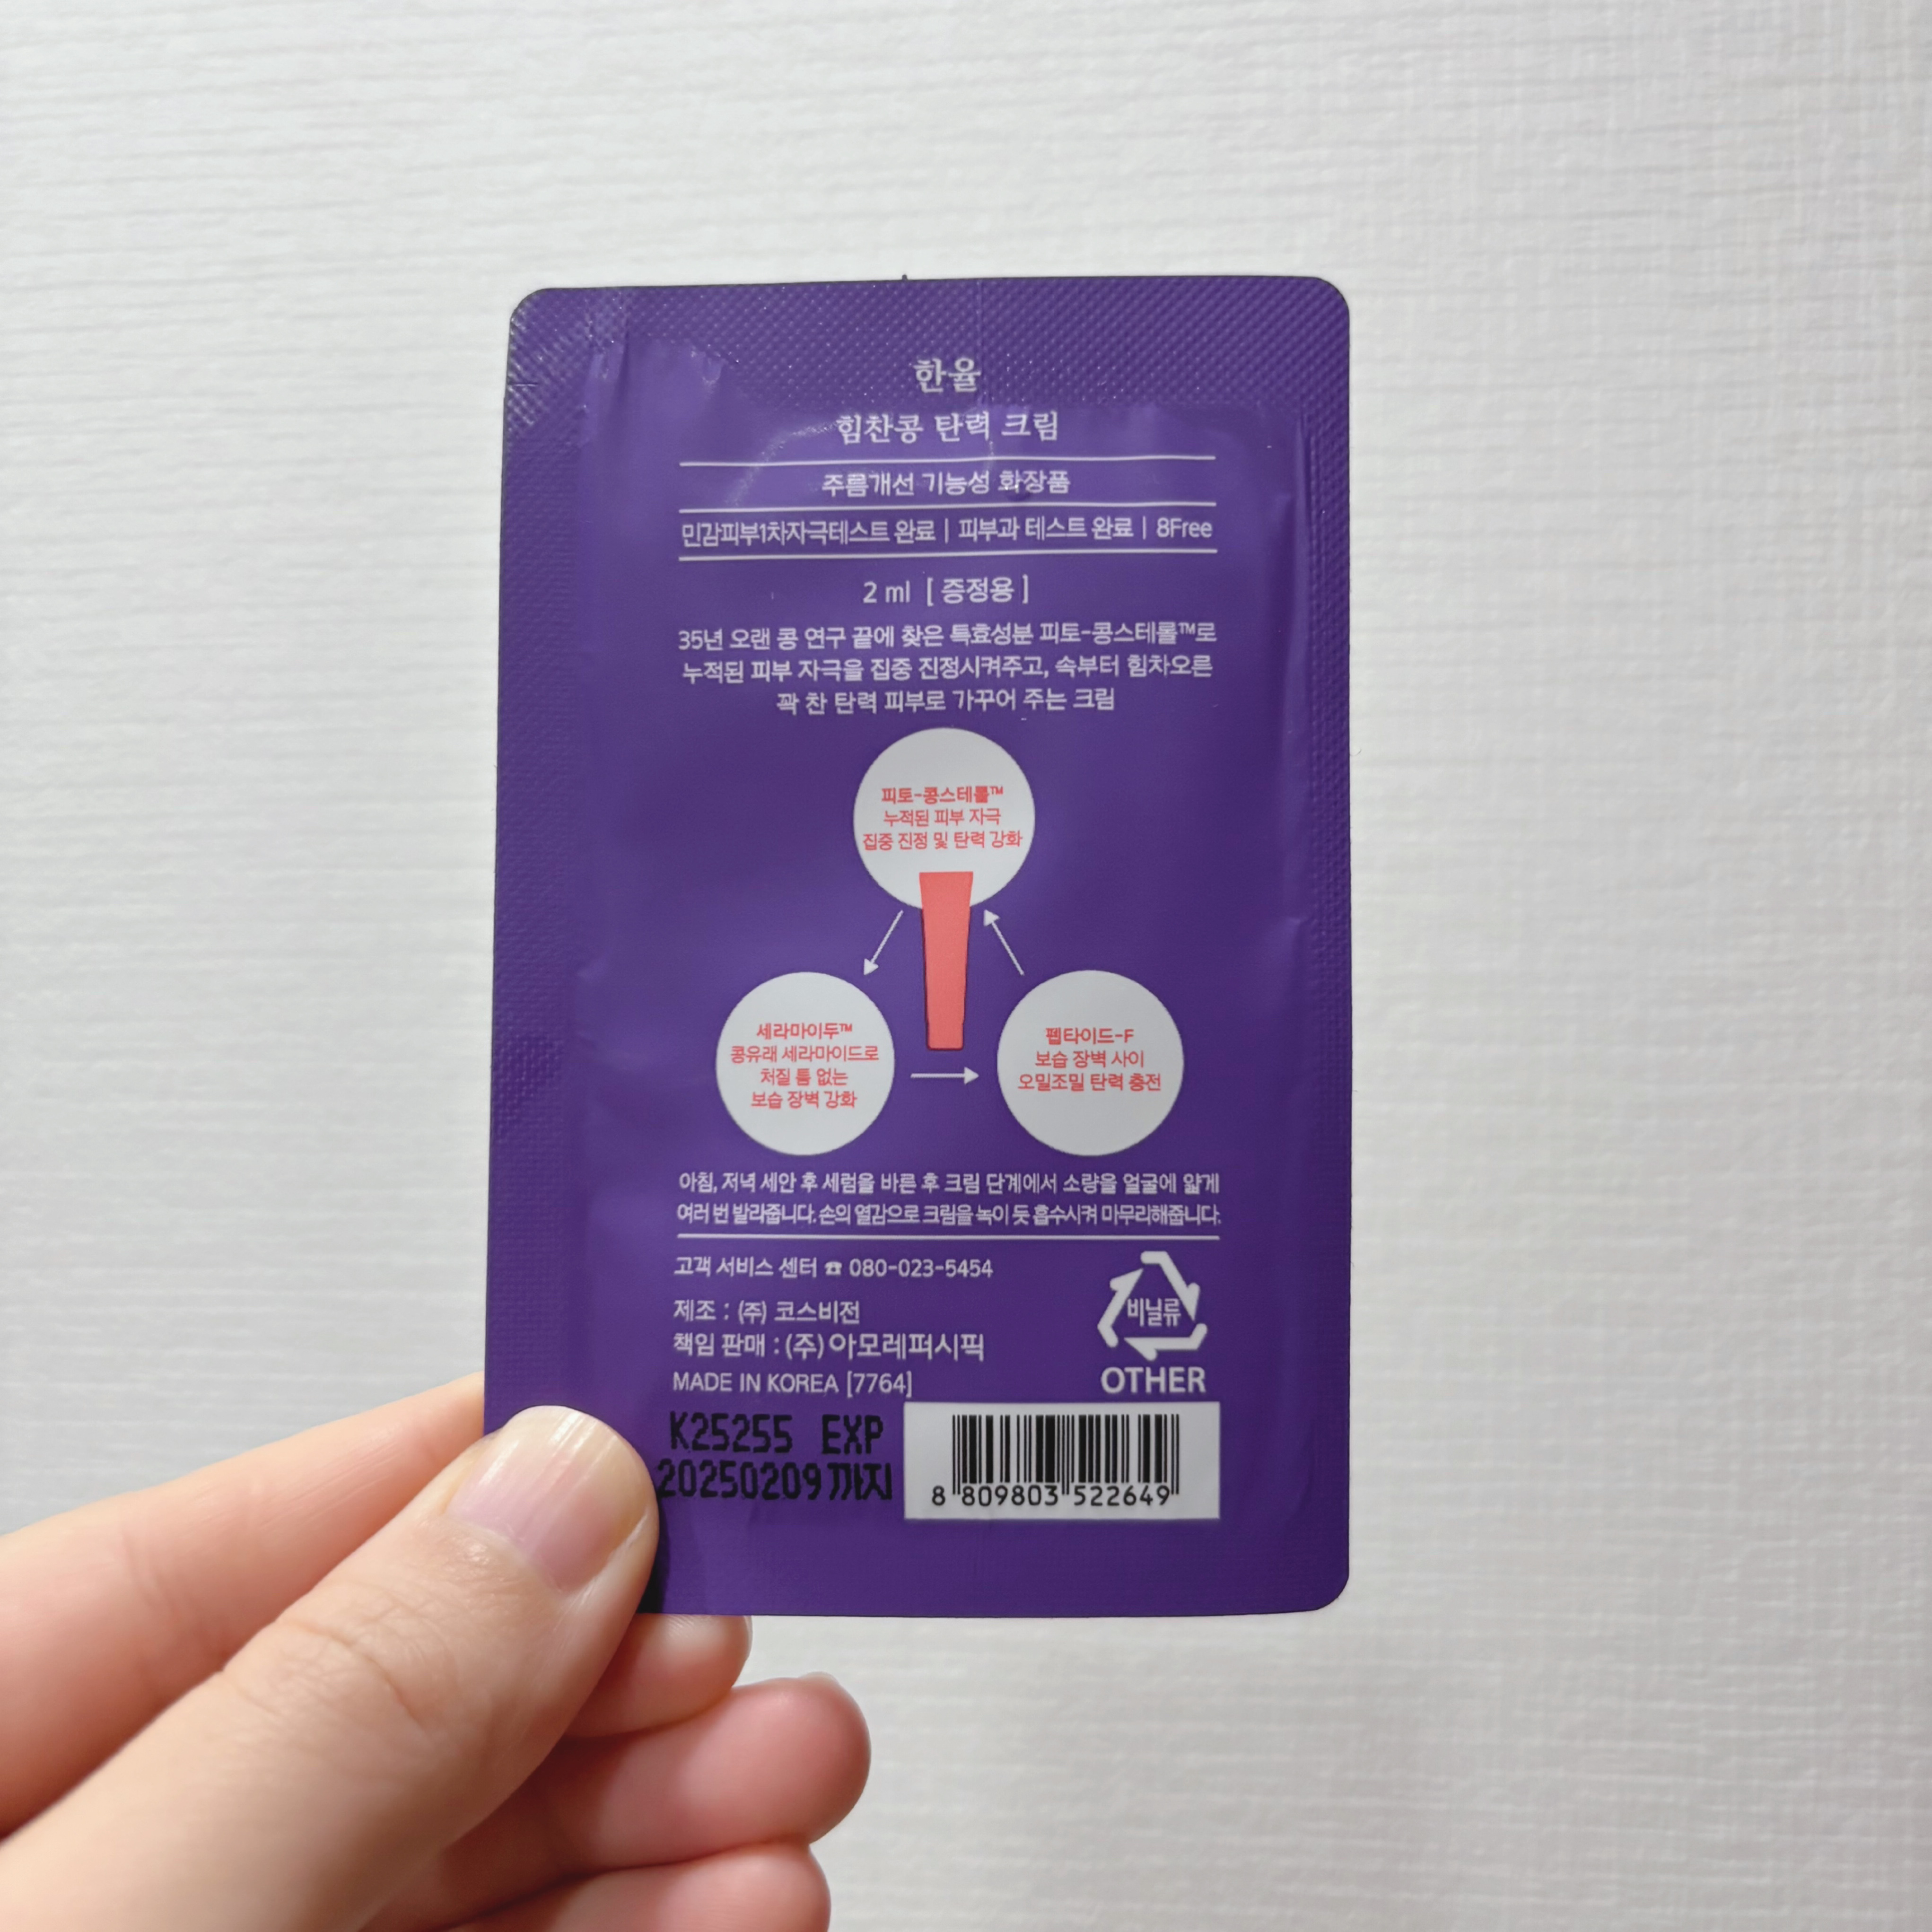 한율
힘찬콩 탄력 크림
주름개선 기능성 화장품
민감피부1차자극테스트 완료 | 피부과 테스트 완료 | 8Free
2 ml [ 증정용 ]
35년 오랜 콩 연구 끝에 찾은 특효성분 피토-콩스테롤™로
누적된 피부 자극을 집중 진정시켜주고, 속부터 힘차오른
꽉 찬 탄력 피부로 가꾸어 주는 크림
피토-콩스테롤™
누적된 피부 자극
집중 진정 및 탄력 강화
세라마이두™
콩유래 세라마이드로
처질 틈 없는
보습 장벽 강화
펩타이드-F
보습 장벽 사이
오밀조밀 탄력 충전
아침, 저녁 세안 후 세럼을 바른 후 크림 단계에서 소량을 얼굴에 얇게
여러 번 발라줍니다. 손의 열감으로 크림을 녹이 듯 흡수시켜 마무리해줍니다.
고객 서비스 센터 ☎ 080-023-5454
제조 : (주) 코스비전
책임 판매 : (주)아모레퍼시픽
MADE IN KOREA [7764]
비닐류
OTHER
K25255 EXP
20250209까지
8 809803 522649